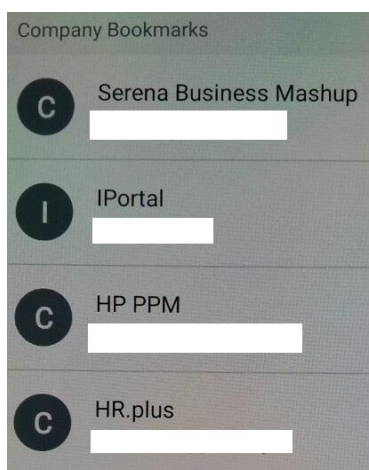 Company Bookmarks
C
Serena Business Mashup
I
IPortal
C
HP PPM
C
HR.plus